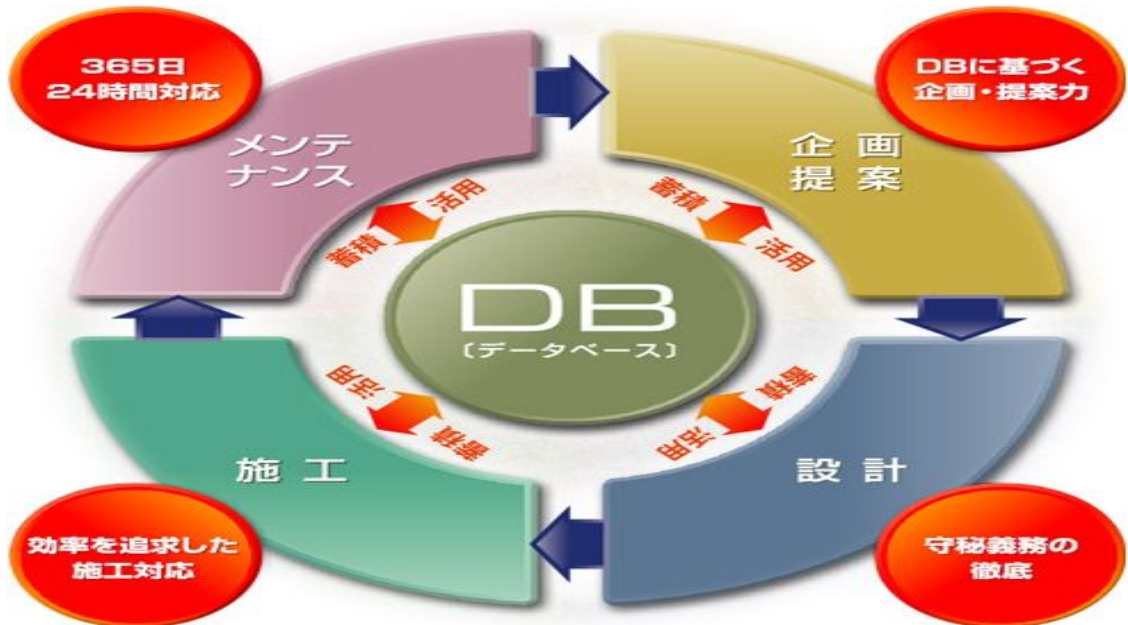 365日
24時間対応
DBに基づく
企画・提案力
メンテ
ナンス
企画
提案
蓄積
活用
蓄積
活用
DB
〔データベース〕
活用
蓄積
蓄積
活用
施工
設計
効率を追求した
施工対応
守秘義務の
徹底